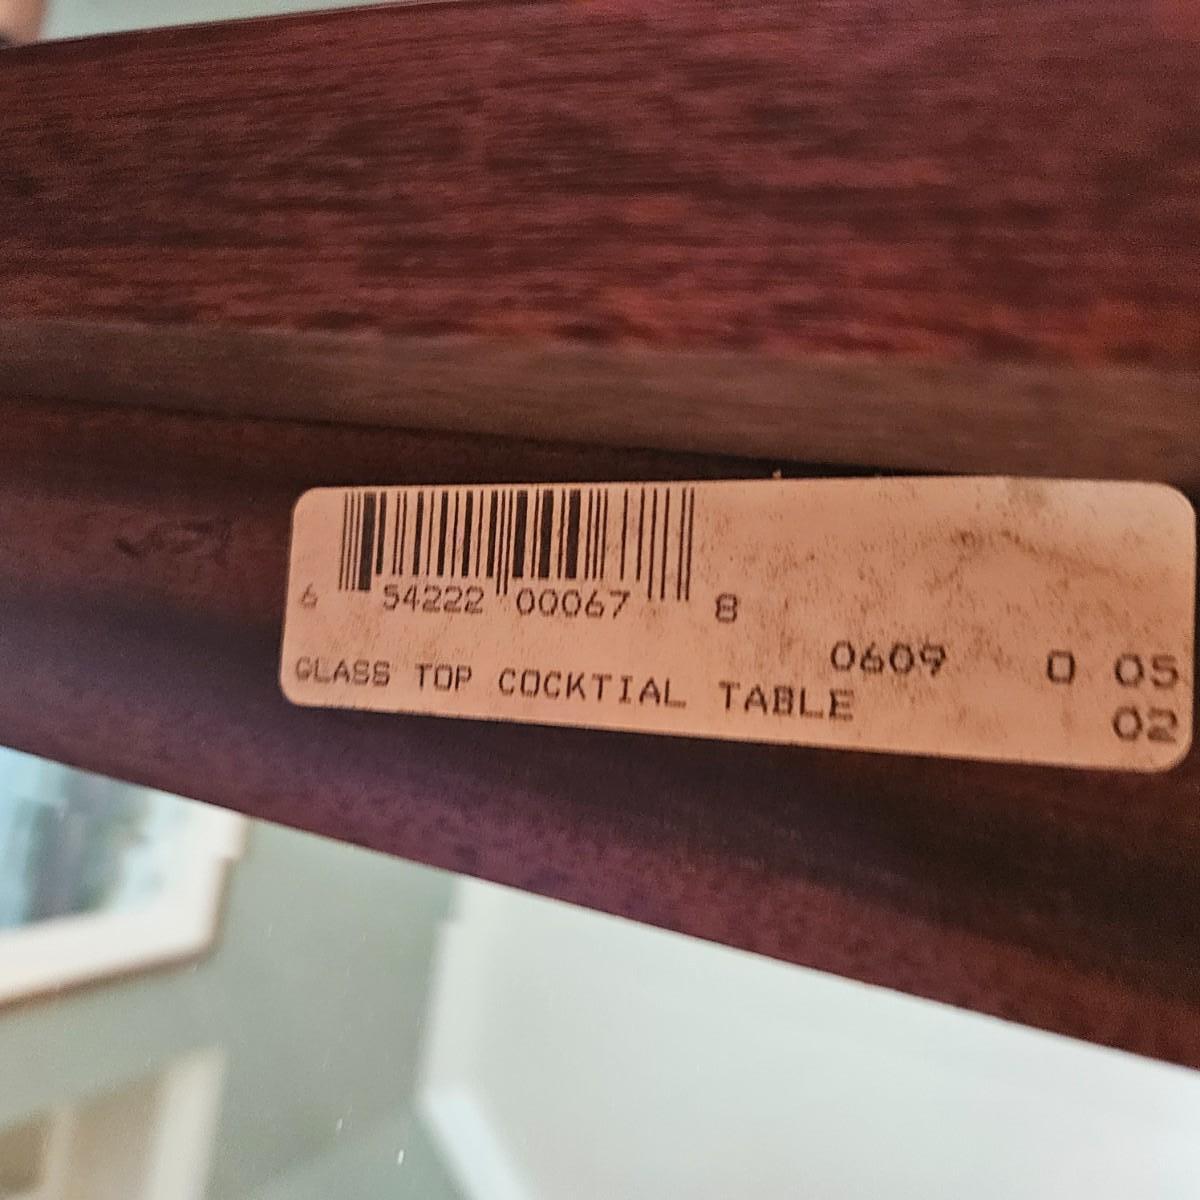 6 54222 00067 8
0609 0 05
GLASS TOP COCKTIAL TABLE
02